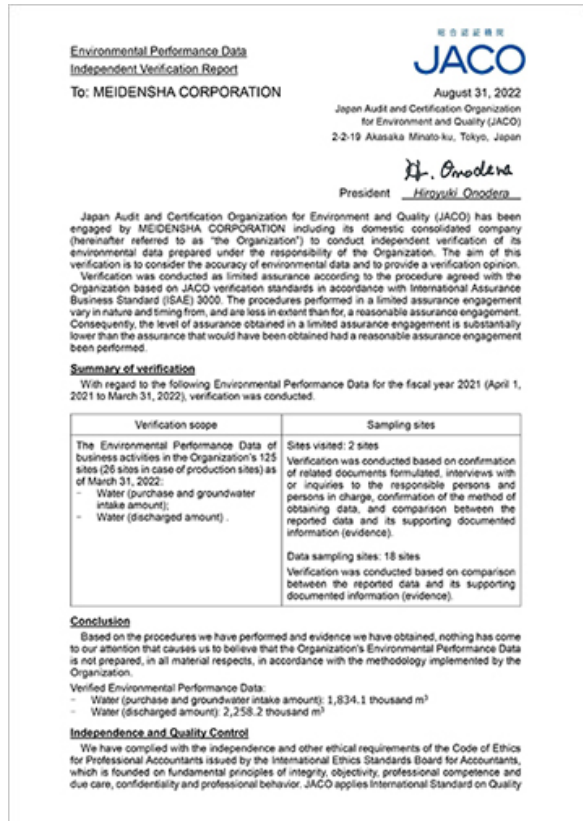 Environmental Performance Data
Independent Verification Report
To: MEIDENSHA CORPORATION
総合認証機関
JACO
August 31, 2022
Japan Audit and Certification Organization
for Environment and Quality (JACO)
2-2-19 Akasaka Minato-ku, Tokyo, Japan
H. Onodera
President Hiroyuki Onodera
Japan Audit and Certification Organization for Environment and Quality (JACO) has been
engaged by MEIDENSHA CORPORATION including its domestic consolidated company
(hereinafter referred to as "the Organization") to conduct independent verification of its
environmental data prepared under the responsibility of the Organization. The aim of this
verification is to consider the accuracy of environmental data and to provide a verification opinion.
Verification was conducted as limited assurance according to the procedure agreed with the
Organization based on JACO verification standards in accordance with International Assurance
Business Standard (ISAE) 3000. The procedures performed in a limited assurance engagement
vary in nature and timing from, and are less in extent than for, a reasonable assurance engagement.
Consequently, the level of assurance obtained in a limited assurance engagement is substantially
lower than the assurance that would have been obtained had a reasonable assurance engagement
been performed.
Summary of verification
With regard to the following Environmental Performance Data for the fiscal year 2021 (April 1,
2021 to March 31, 2022), verification was conducted.
Verification scope
The Environmental Performance Data of
business activities in the Organization's 125
sites (26 sites in case of production sites) as
of March 31, 2022:
- Water (purchase and groundwater
intake amount);
- Water (discharged amount) .
Sampling sites
Sites visited: 2 sites
Verification was conducted based on confirmation
of related documents formulated, interviews with
or inquiries to the responsible persons and
persons in charge, confirmation of the method of
obtaining data, and comparison between the
reported data and its supporting documented
information (evidence).
Data sampling sites: 18 sites
Verification was conducted based on comparison
between the reported data and its supporting
documented information (evidence).
Conclusion
Based on the procedures we have performed and evidence we have obtained, nothing has come
to our attention that causes us to believe that the Organization's Environmental Performance Data
is not prepared, in all material respects, in accordance with the methodology implemented by the
Organization.
Verified Environmental Performance Data:
- Water (purchase and groundwater intake amount): 1,834.1 thousand m³
- Water (discharged amount): 2,258.2 thousand m³
Independence and Quality Control
We have complied with the independence and other ethical requirements of the Code of Ethics
for Professional Accountants issued by the International Ethics Standards Board for Accountants,
which is founded on fundamental principles of integrity, objectivity, professional competence and
due care, confidentiality and professional behavior. JACO applies International Standard on Quality